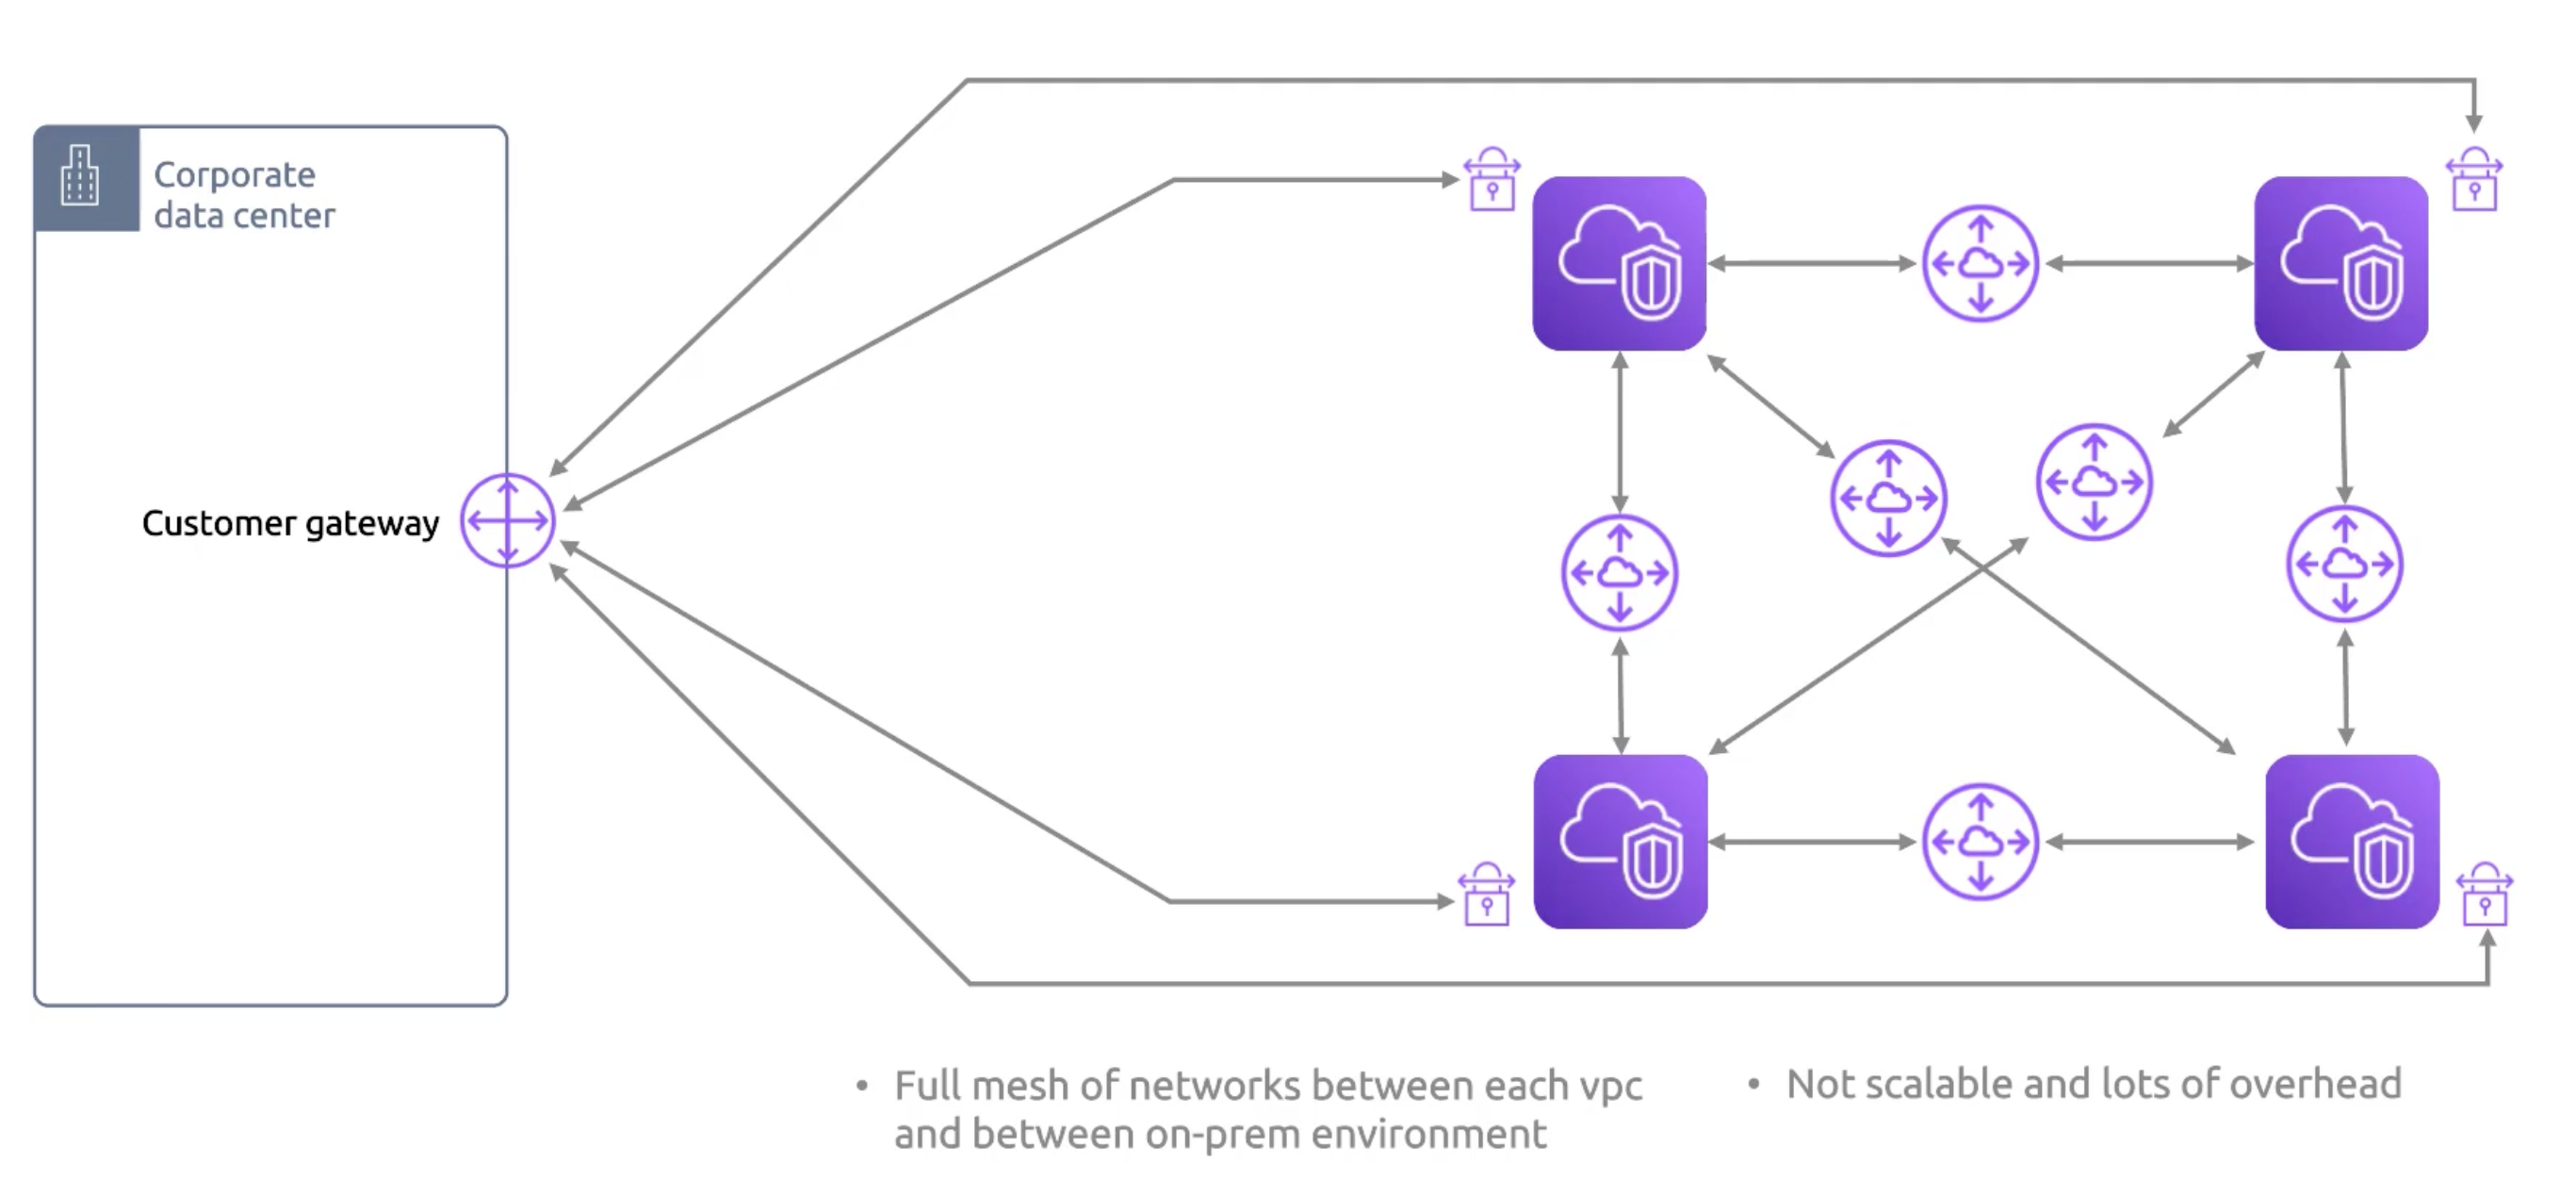 Corporate
data center
Customer gateway
• Full mesh of networks between each vpc
and between on-prem environment
• Not scalable and lots of overhead